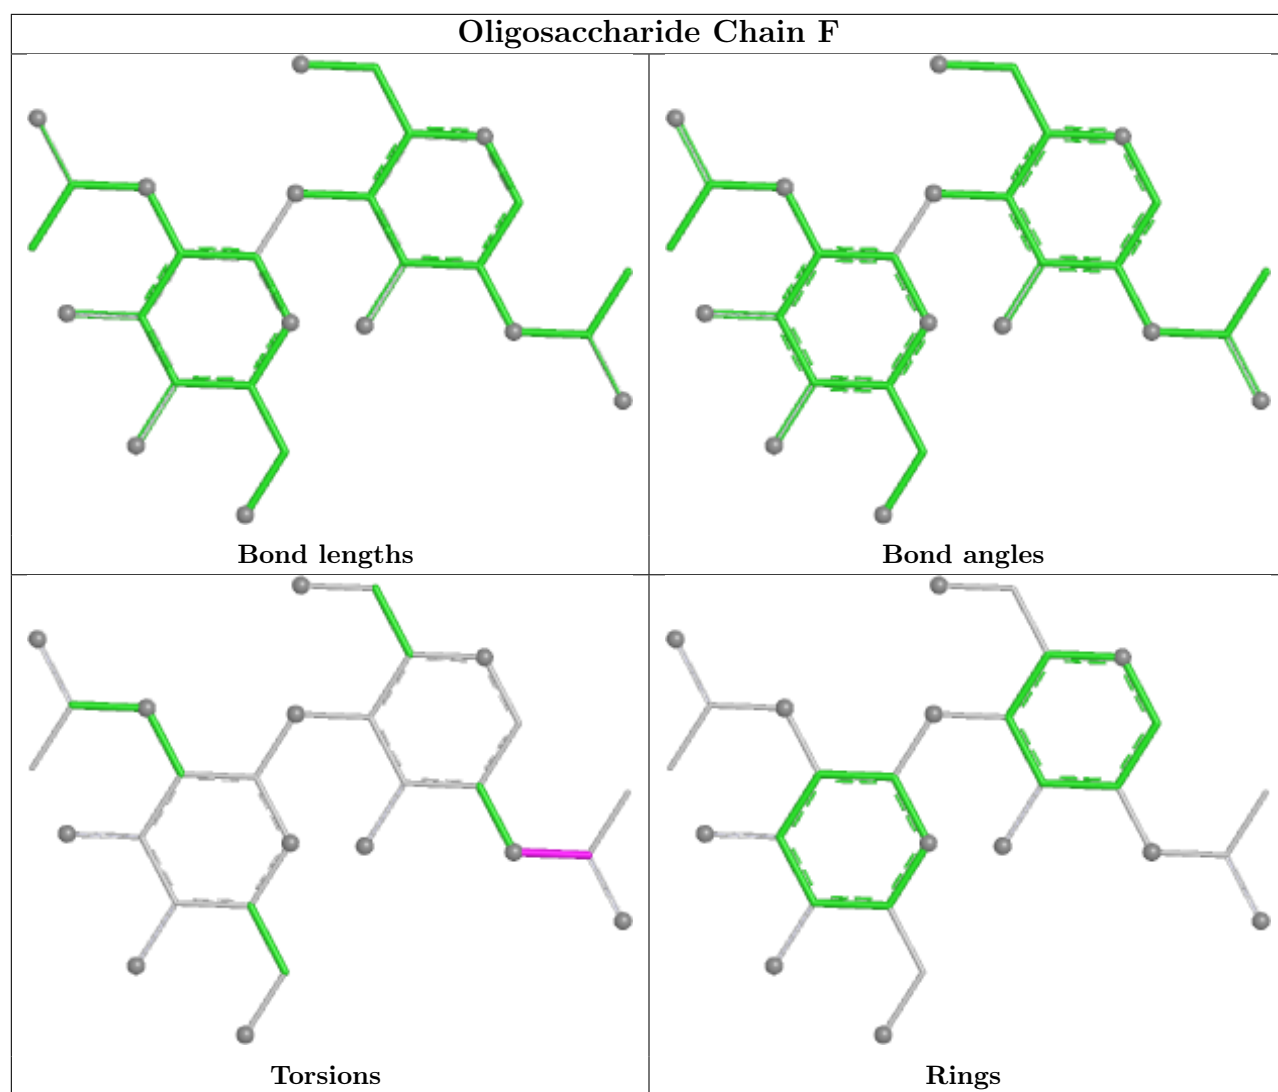 Oligosaccharide Chain F
Bond lengths
Bond angles
Torsions
Rings